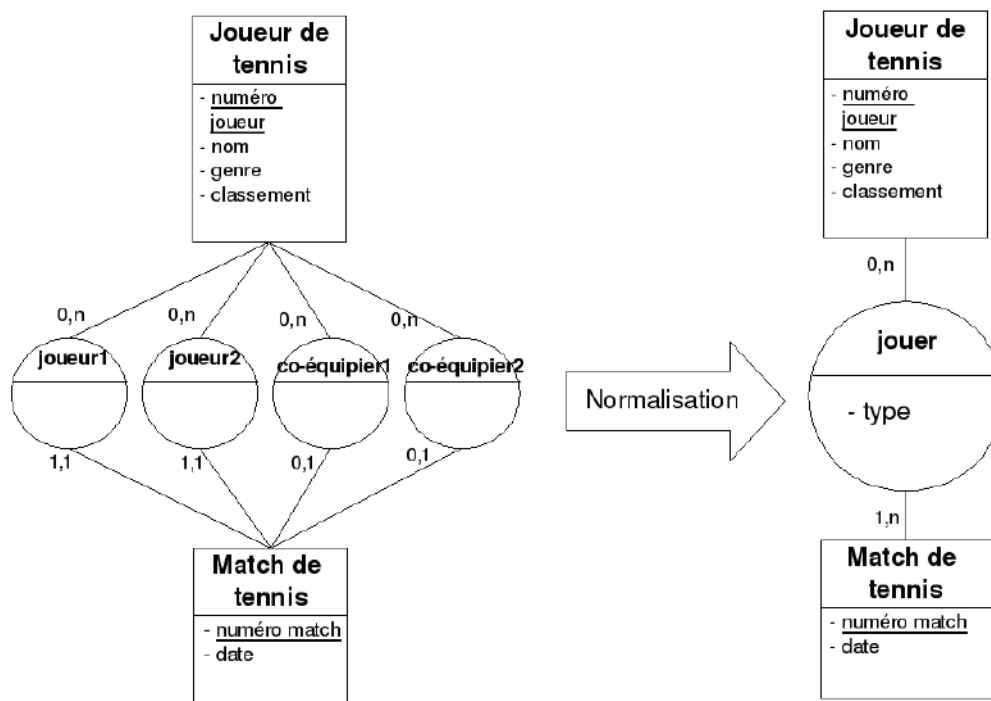 Joueur de
tennis
- numéro
joueur
- nom
- genre
- classement
0,n
0,n
0,n
0,n
joueur1
joueur2
co-équipier1
co-équipier2
1,1
1,1
0,1
0,1
Match de
tennis
- numéro match
- date
Normalisation
Joueur de
tennis
- numéro
joueur
- nom
- genre
- classement
0,n
jouer
- type
1,n
Match de
tennis
- numéro match
- date